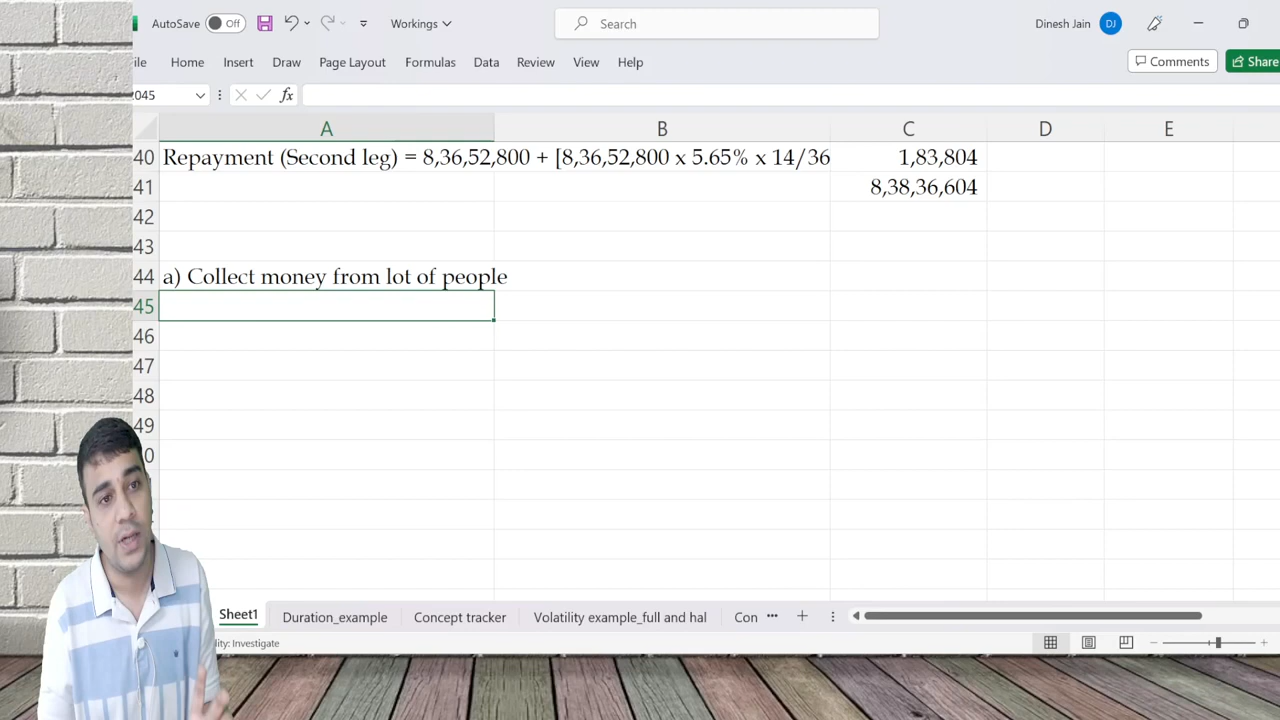 AutoSave Off Workings Search Dinesh Jain DJ
ile Home Insert Draw Page Layout Formulas Data Review View Help Comments Share
045 fx
A B C D E
40 Repayment (Second leg) = 8,36,52,800 + [8,36,52,800 x 5.65% x 14/36 1,83,804
41 8,38,36,604
42
43
44 a) Collect money from lot of people
45
46
47
48
49
0
Sheet1 Duration_example Concept tracker Volatility example_full and hal Con
lity: Investigate